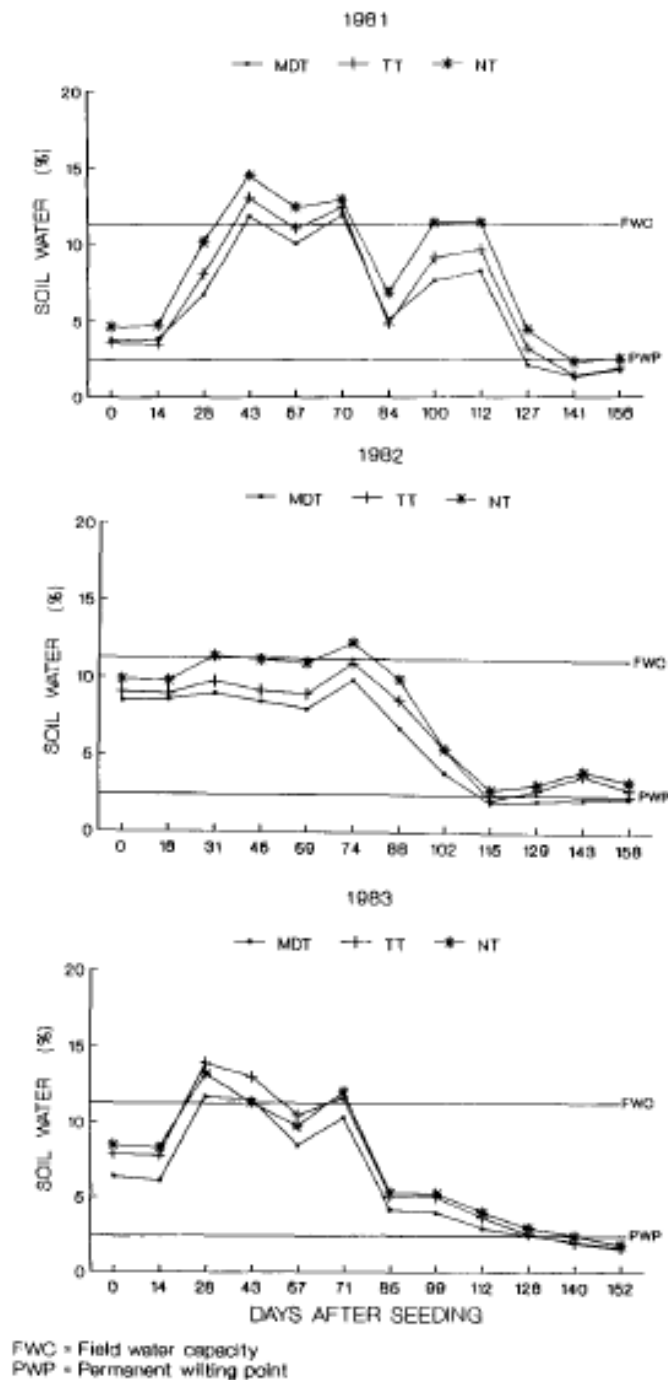 1981
MDT TT NT
20
15
10
5
0
SOIL WATER (%)
FWC
PWP
0 14 28 43 57 70 84 100 112 127 141 156
1982
MDT TT NT
20
15
10
5
0
SOIL WATER (%)
FWC
PWP
0 18 31 46 59 74 88 102 115 129 143 158
1983
MDT TT NT
20
15
10
5
0
SOIL WATER (%)
FWC
PWP
0 14 28 43 57 71 85 99 112 128 140 152
DAYS AFTER SEEDING
FWC = Field water capacity
PWP = Permanent wilting point